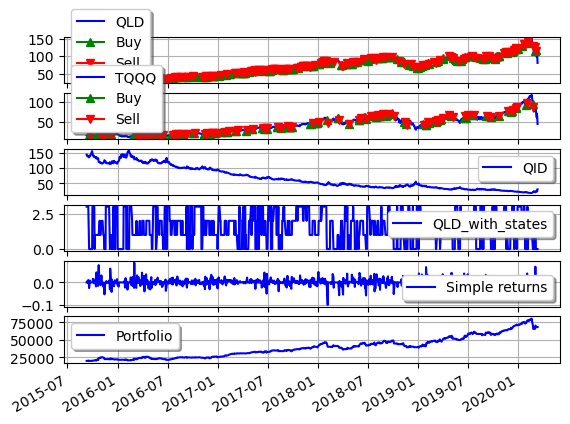 QLD
Buy
Sell
150
100
50
TQQQ
Buy
Sell
100
50
QID
150
100
50
QLD_with_states
2.5
0.0
Simple returns
0.0
−0.1
Portfolio
75000
50000
25000
2015-07
2016-01
2016-07
2017-01
2017-07
2018-01
2018-07
2019-01
2019-07
2020-01